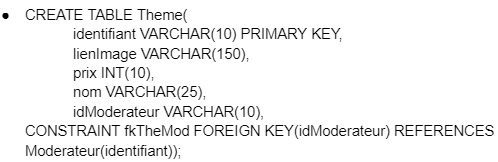 ● CREATE TABLE Theme(
identifiant VARCHAR(10) PRIMARY KEY,
lienImage VARCHAR(150),
prix INT(10),
nom VARCHAR(25),
idModerateur VARCHAR(10),
CONSTRAINT fkTheMod FOREIGN KEY(idModerateur) REFERENCES
Moderateur(identifiant));